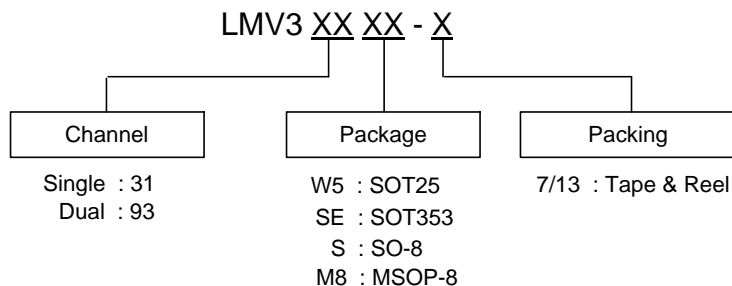 LMV3 XX XX - X
Channel
Package
Packing
Single : 31
Dual : 93
W5 : SOT25
SE : SOT353
S : SO-8
M8 : MSOP-8
7/13 : Tape & Reel